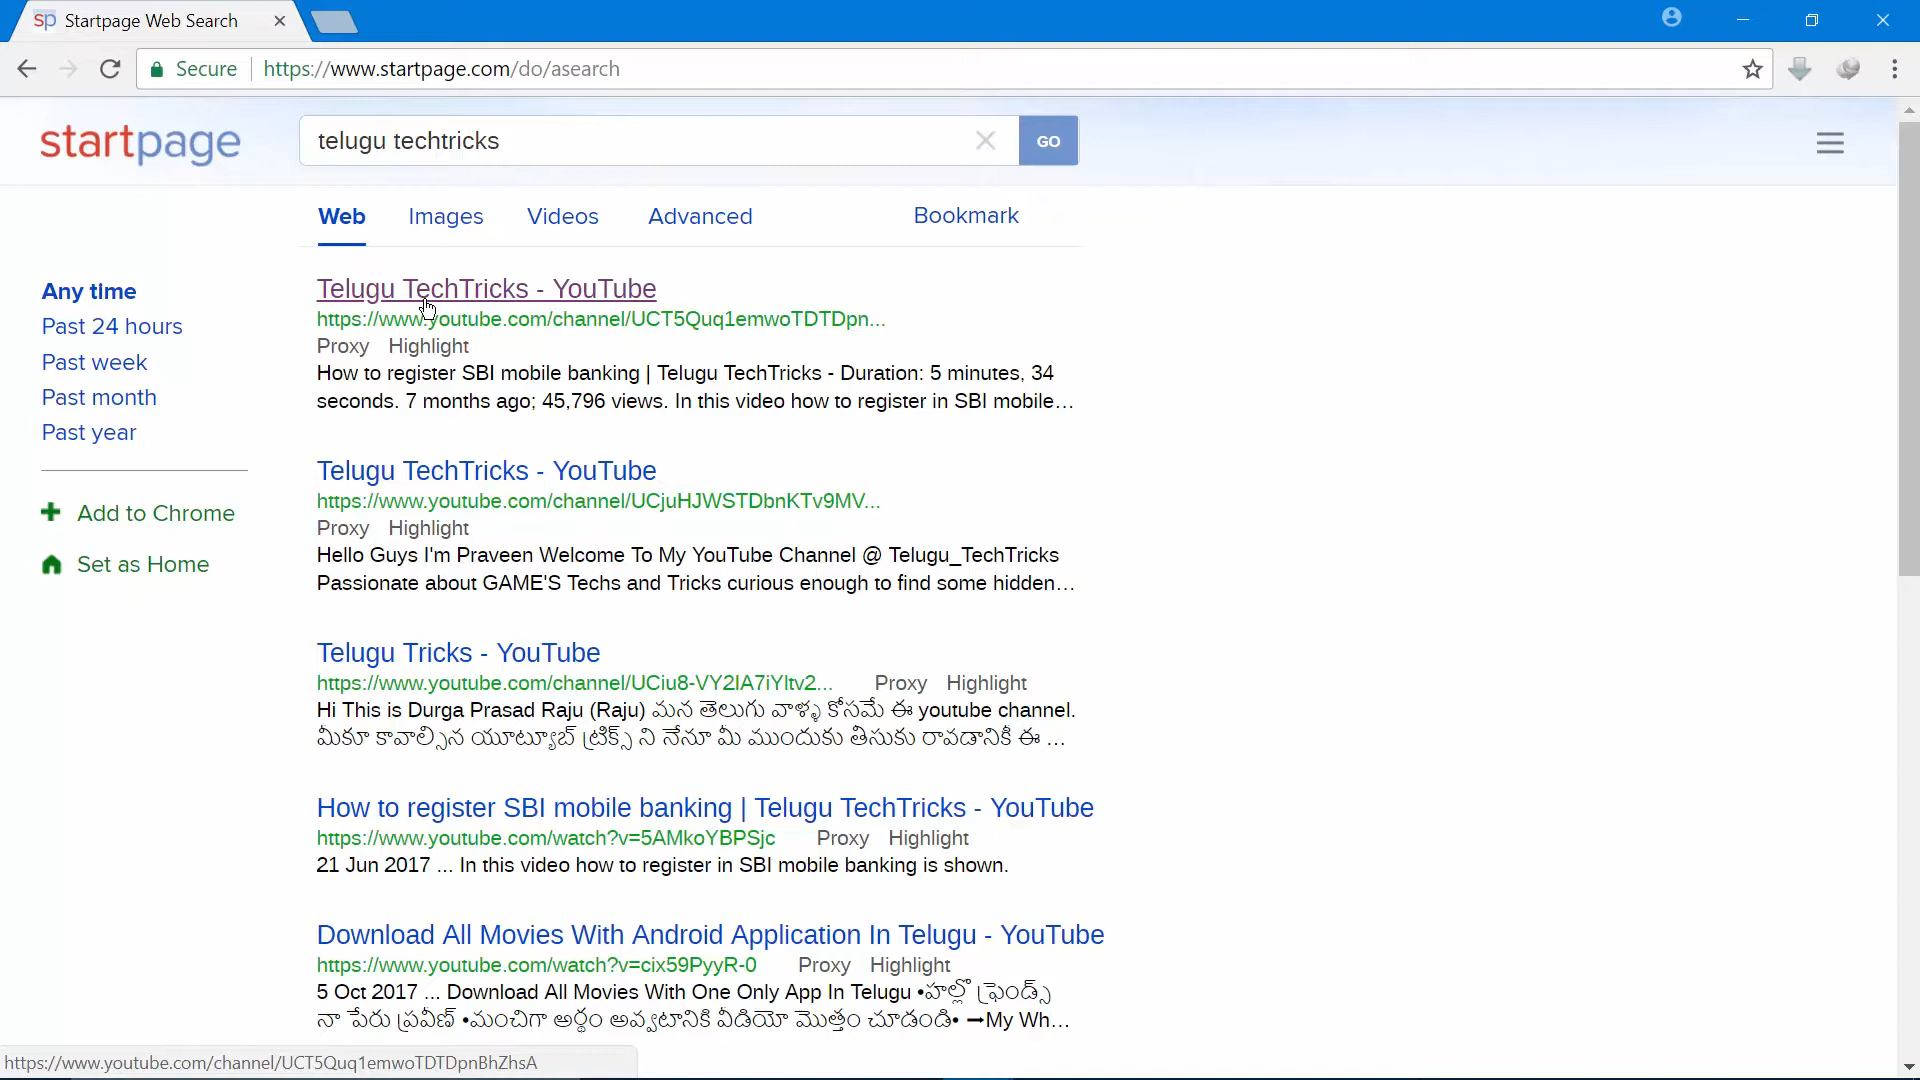 sp Startpage Web Search
Secure https://www.startpage.com/do/asearch
startpage
telugu techtricks
GO
Web Images Videos Advanced Bookmark
Any time
Past 24 hours
Past week
Past month
Past year
Add to Chrome
Set as Home
Telugu TechTricks - YouTube
https://www.youtube.com/channel/UCT5Quq1emwoTDTDpn...
Proxy Highlight
How to register SBI mobile banking | Telugu TechTricks - Duration: 5 minutes, 34
seconds. 7 months ago; 45,796 views. In this video how to register in SBI mobile…
Telugu TechTricks - YouTube
https://www.youtube.com/channel/UCjuHJWSTDbnKTv9MV...
Proxy Highlight
Hello Guys I'm Praveen Welcome To My YouTube Channel @ Telugu_TechTricks
Passionate about GAME'S Techs and Tricks curious enough to find some hidden…
Telugu Tricks - YouTube
https://www.youtube.com/channel/UCiu8-VY2IA7iYltv2... Proxy Highlight
Hi This is Durga Prasad Raju (Raju) మన తెలుగు వాళ్ళ కోసమే ఈ youtube channel.
మీకూ కావాల్సిన యూట్యూబ్ ట్రిక్స్ ని నేనూ మీ ముందుకు తీసుకు రావడానికీ ఈ ...
How to register SBI mobile banking | Telugu TechTricks - YouTube
https://www.youtube.com/watch?v=5AMkoYBPSjc Proxy Highlight
21 Jun 2017 ... In this video how to register in SBI mobile banking is shown.
Download All Movies With Android Application In Telugu - YouTube
https://www.youtube.com/watch?v=cix59PyyR-0 Proxy Highlight
5 Oct 2017 ... Download All Movies With One Only App In Telugu •హల్లొ ఫ్రెండ్స్
నా పేరు ప్రవీణ్ •మంచిగా అర్థం అవ్వటానికి వీడియో మొత్తం చూడండి• ➞My Wh…
https://www.youtube.com/channel/UCT5Quq1emwoTDTDpnBhZhsA